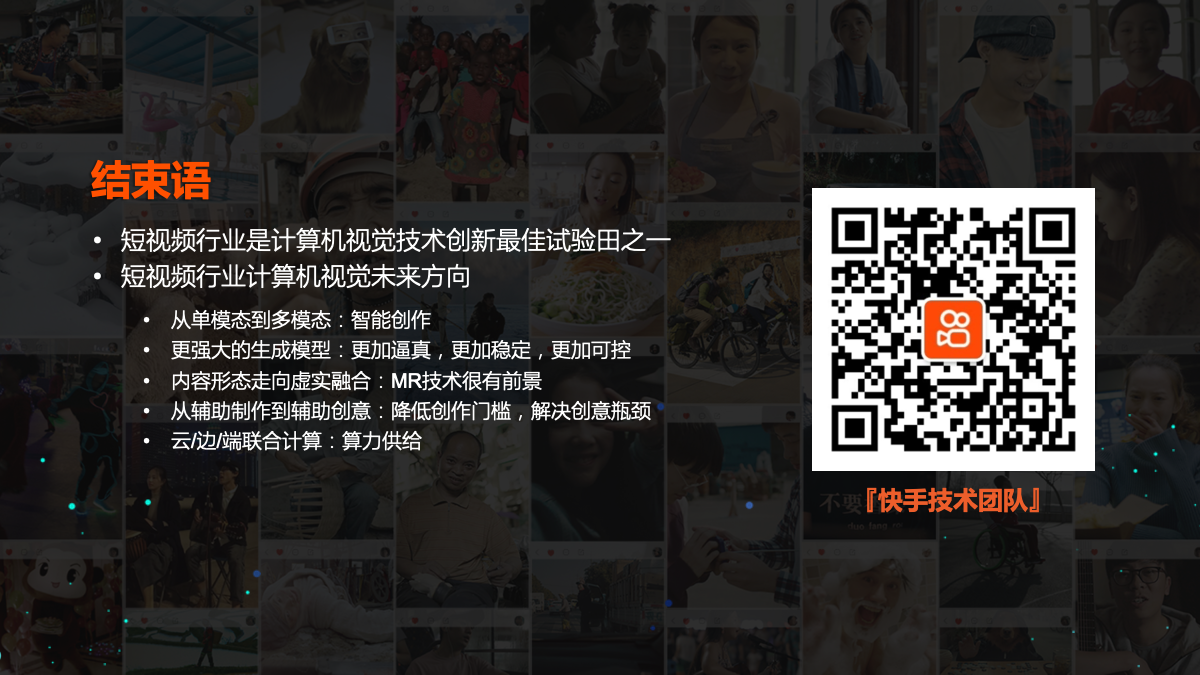 结束语
• 短视频行业是计算机视觉技术创新最佳试验田之一
• 短视频行业计算机视觉未来方向
• 从单模态到多模态：智能创作
• 更强大的生成模型：更加逼真，更加稳定，更加可控
• 内容形态走向虚实融合：MR技术很有前景
• 从辅助制作到辅助创意：降低创作门槛，解决创意瓶颈
• 云/边/端联合计算：算力供给
『快手技术团队』
不要